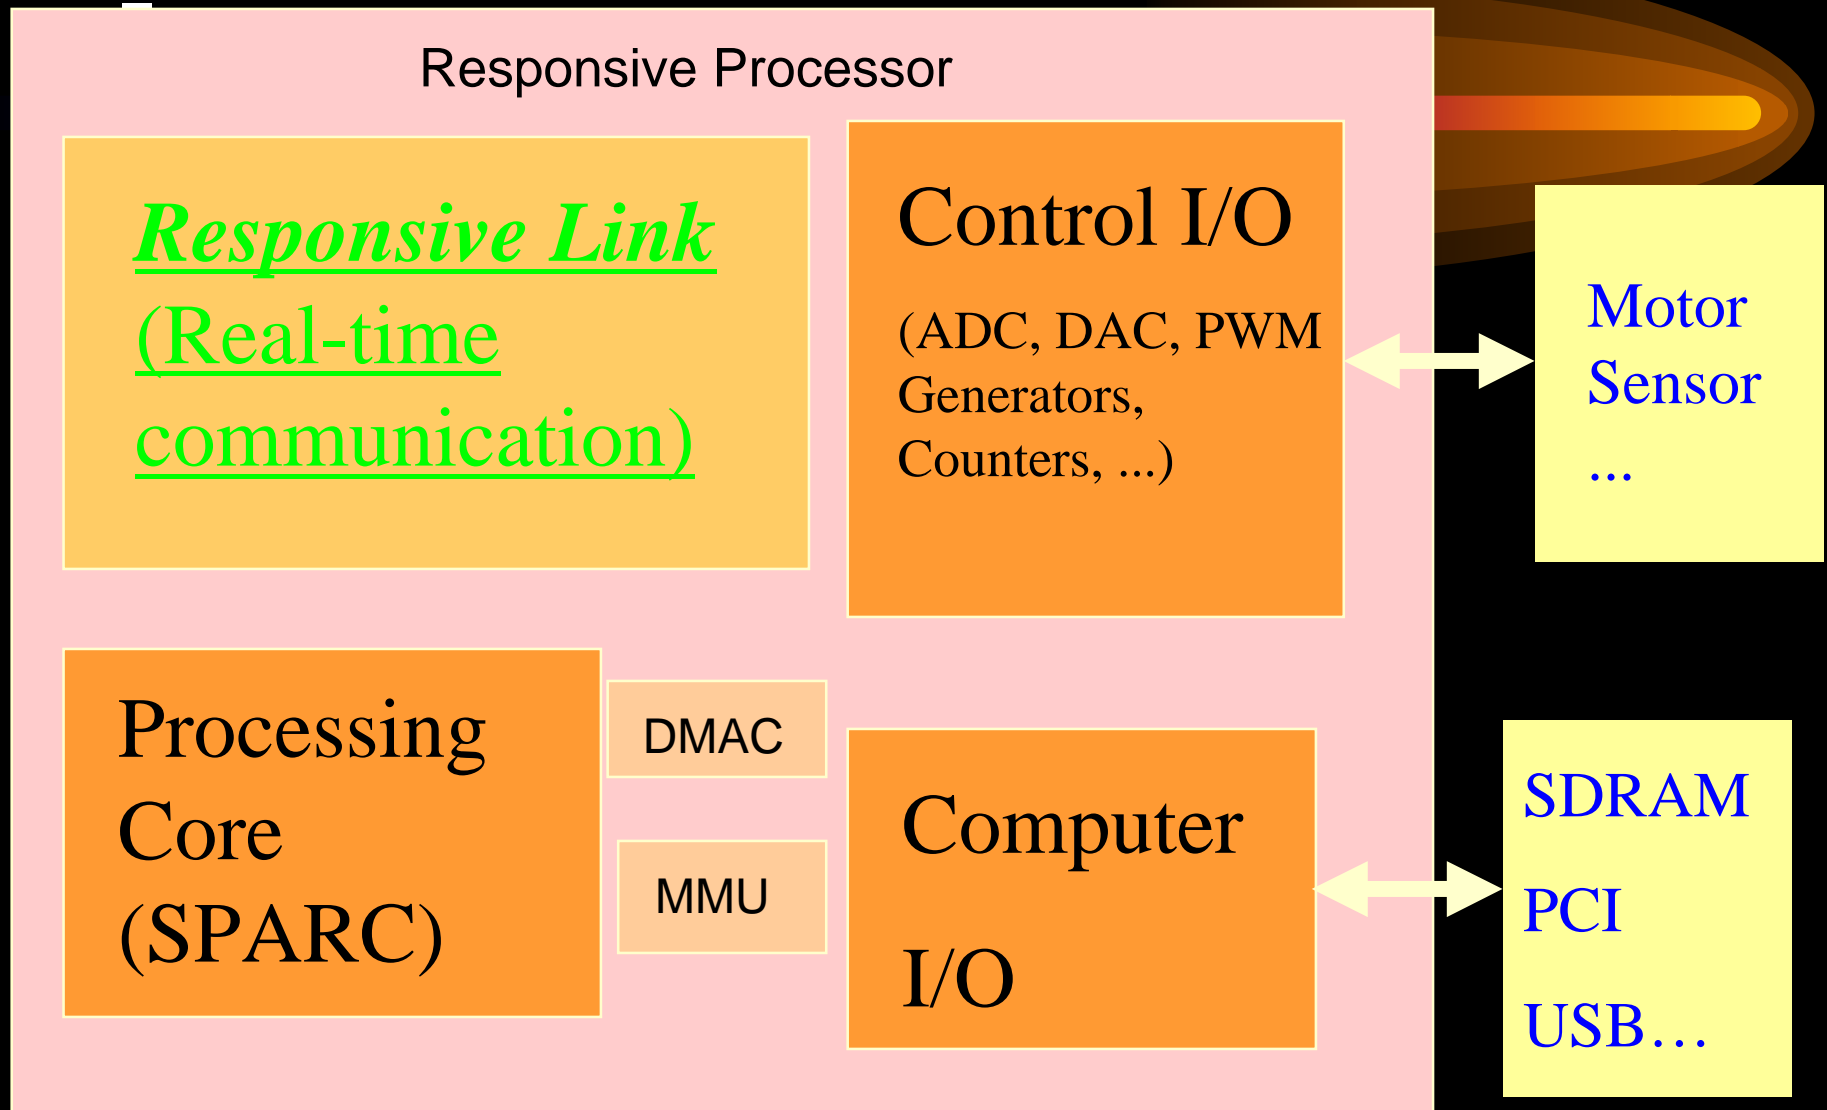 Responsive Processor
Responsive Link
(Real-time
communication)
Control I/O
(ADC, DAC, PWM
Generators,
Counters, ...)
Motor
Sensor
...
Processing
Core
(SPARC)
DMAC
MMU
Computer
I/O
SDRAM
PCI
USB…